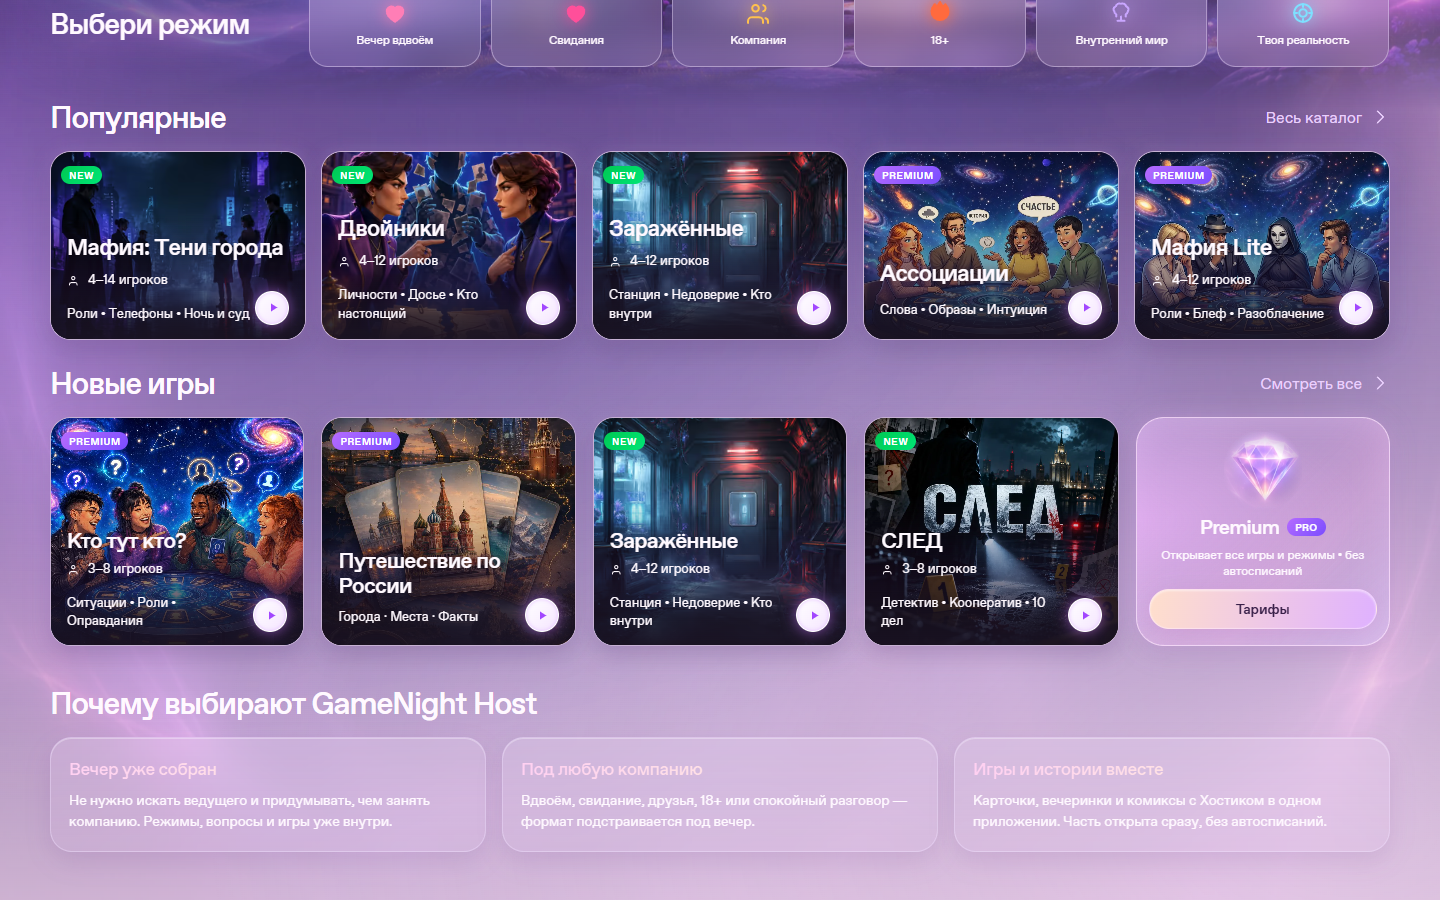 Выбери режим
Вечер вдвоём
Свидания
Компания
18+
Внутренний мир
Твоя реальность
Популярные
Весь каталог
NEW
Мафия: Тени города
4–14 игроков
Роли • Телефоны • Ночь и суд
NEW
Двойники
4–12 игроков
Личности • Досье • Кто
настоящий
NEW
Заражённые
4–12 игроков
Станция • Недоверие • Кто
внутри
PREMIUM
ИСТОРИЯ
СЧАСТЬЕ
Ассоциации
Слова • Образы • Интуиция
PREMIUM
Мафия Lite
4–12 игроков
Роли • Блеф • Разоблачение
Новые игры
Смотреть все
PREMIUM
? ? ?
Кто тут кто?
3–8 игроков
Ситуации • Роли •
Оправдания
PREMIUM
Путешествие по
России
Города · Места · Факты
NEW
Заражённые
4–12 игроков
Станция • Недоверие • Кто
внутри
NEW
?
СЛЕД
СЛЕД
3–8 игроков
1
2
Детектив • Кооператив • 10
дел
Premium PRO
Открывает все игры и режимы • без
автосписаний
Тарифы
Почему выбирают GameNight Host
Вечер уже собран
Не нужно искать ведущего и придумывать, чем занять
компанию. Режимы, вопросы и игры уже внутри.
Под любую компанию
Вдвоём, свидание, друзья, 18+ или спокойный разговор —
формат подстраивается под вечер.
Игры и истории вместе
Карточки, вечеринки и комиксы с Хостиком в одном
приложении. Часть открыта сразу, без автосписаний.